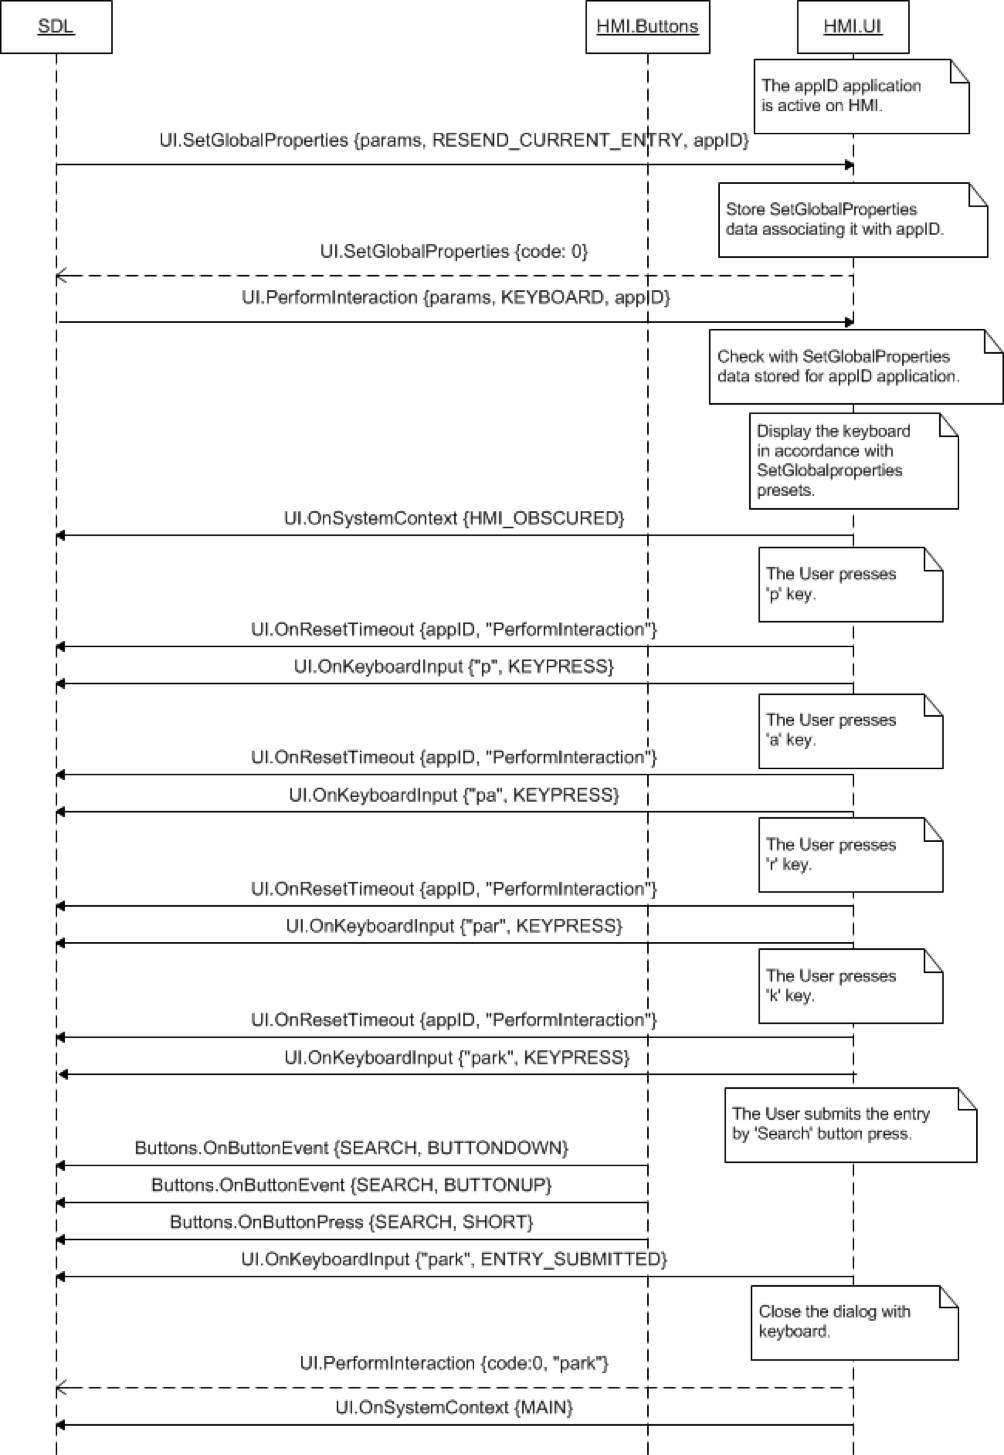 SDL
HMI.Buttons
HMI.UI
The appID application
is active on HMI.
UI.SetGlobalProperties {params, RESEND_CURRENT_ENTRY, appID}
Store SetGlobalProperties
data associating it with appID.
UI.SetGlobalProperties {code: 0}
UI.PerformInteraction {params, KEYBOARD, appID}
Check with SetGlobalProperties
data stored for appID application.
Display the keyboard
in accordance with
SetGlobalproperties
presets.
UI.OnSystemContext {HMI_OBSCURED}
The User presses
'p' key.
UI.OnResetTimeout {appID, "PerformInteraction"}
UI.OnKeyboardInput {"p", KEYPRESS}
The User presses
'a' key.
UI.OnResetTimeout {appID, "PerformInteraction"}
UI.OnKeyboardInput {"pa", KEYPRESS}
The User presses
'r' key.
UI.OnResetTimeout {appID, "PerformInteraction"}
UI.OnKeyboardInput {"par", KEYPRESS}
The User presses
'k' key.
UI.OnResetTimeout {appID, "PerformInteraction"}
UI.OnKeyboardInput {"park", KEYPRESS}
The User submits the entry
by 'Search' button press.
Buttons.OnButtonEvent {SEARCH, BUTTONDOWN}
Buttons.OnButtonEvent {SEARCH, BUTTONUP}
Buttons.OnButtonPress {SEARCH, SHORT}
UI.OnKeyboardInput {"park", ENTRY_SUBMITTED}
Close the dialog with
keyboard.
UI.PerformInteraction {code:0, "park"}
UI.OnSystemContext {MAIN}